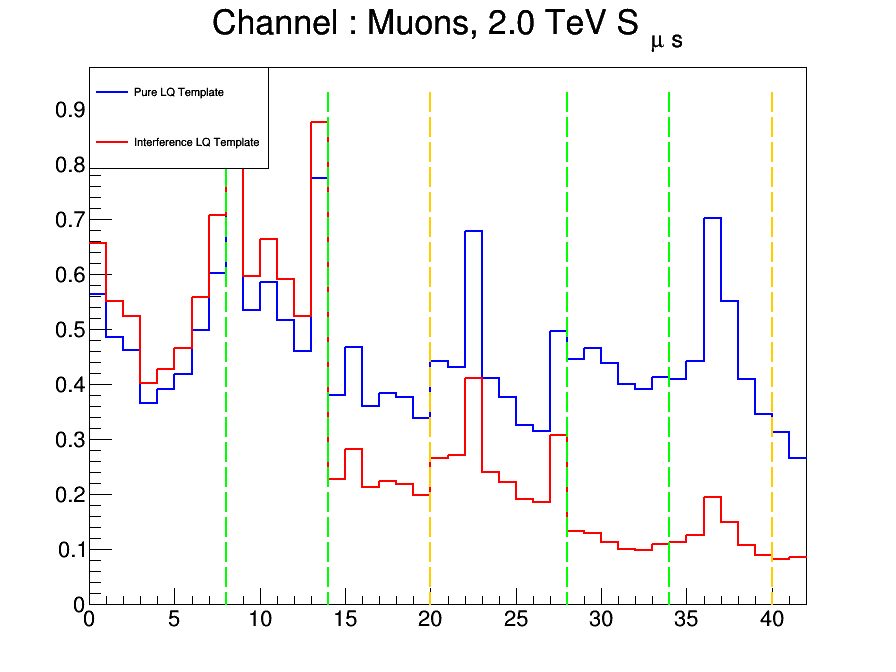 Channel : Muons, 2.0 TeV S μ s
Pure LQ Template
Interference LQ Template
0.9
0.8
0.7
0.6
0.5
0.4
0.3
0.2
0.1
0
0 5 10 15 20 25 30 35 40